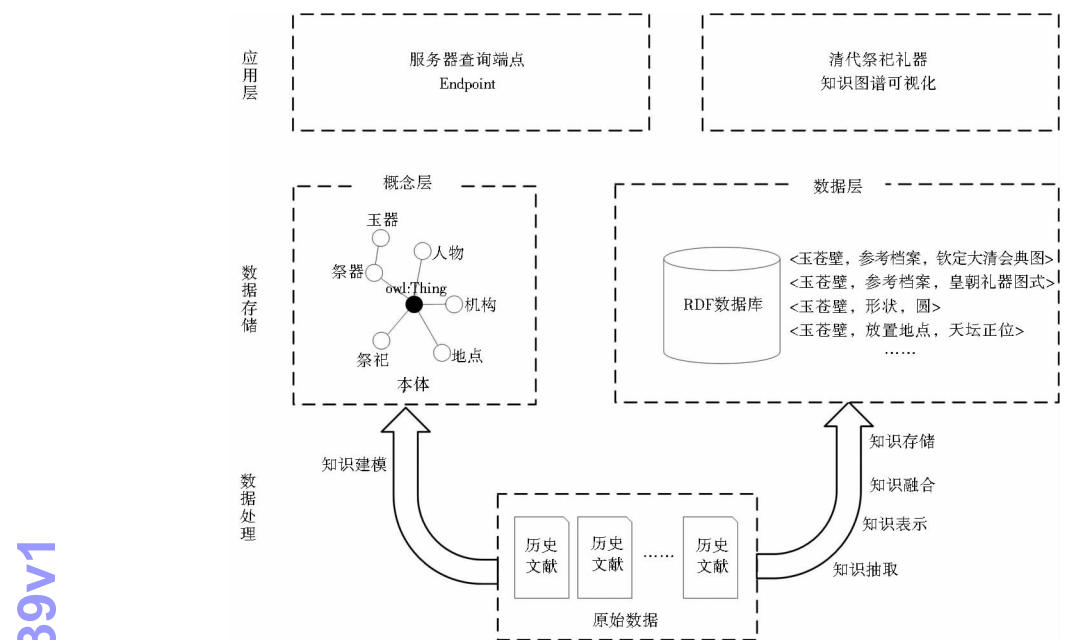 应用层
服务器查询端点
Endpoint
清代祭祀礼器
知识图谱可视化
数据存储
概念层
玉器
人物
祭器
owl:Thing
机构
祭祀
地点
本体
数据层
RDF数据库
<玉苍璧，参考档案，钦定大清会典图>
<玉苍璧，参考档案，皇朝礼器图式>
<玉苍璧，形状，圆>
<玉苍璧，放置地点，天坛正位>
……
数据处理
知识建模
知识存储
知识融合
知识表示
知识抽取
历史
文献
历史
文献
……
历史
文献
原始数据
39v1